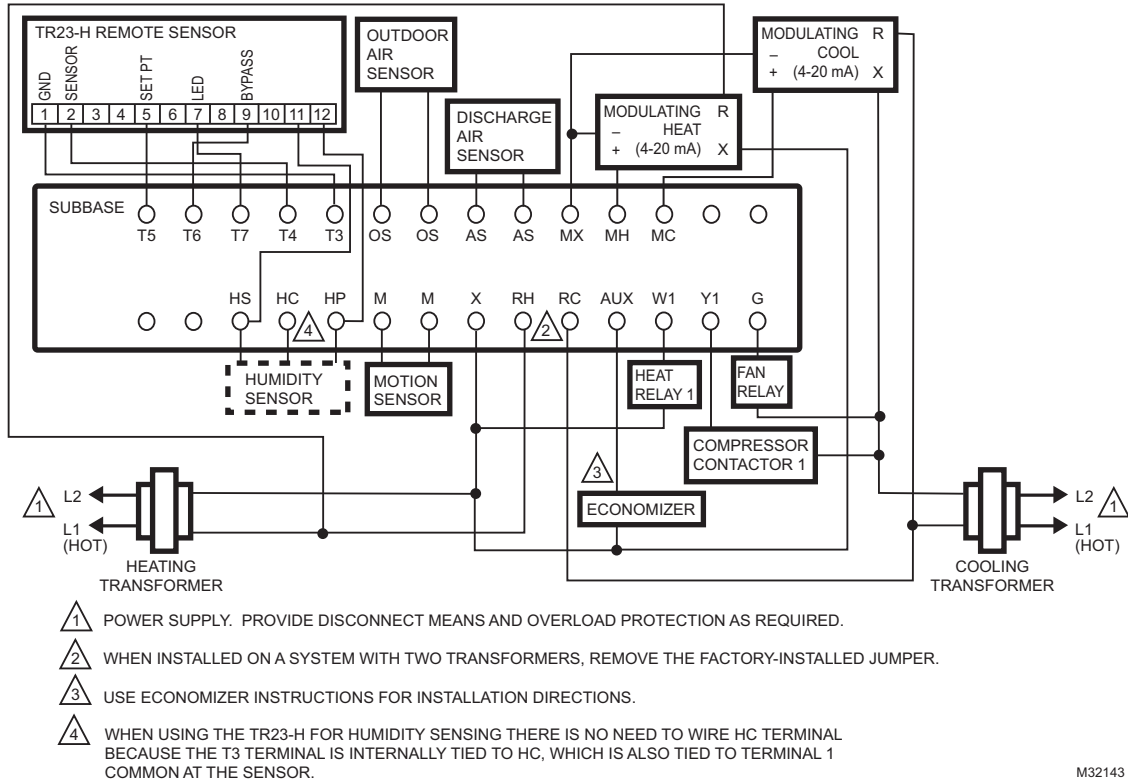 TR23-H REMOTE SENSOR
GND
SENSOR
SET PT
LED
BYPASS
1 2 3 4 5 6 7 8 9 10 11 12
OUTDOOR
AIR
SENSOR
DISCHARGE
AIR
SENSOR
MODULATING R
– HEAT
+ (4-20 mA) X
MODULATING R
– COOL
+ (4-20 mA) X
SUBBASE
T5 T6 T7 T4 T3 OS OS AS AS MX MH MC
HS HC HP M M X RH RC AUX W1 Y1 G
4
2
HUMIDITY
SENSOR
MOTION
SENSOR
HEAT
RELAY 1
FAN
RELAY
COMPRESSOR
CONTACTOR 1
3
ECONOMIZER
1
L2
L1
(HOT)
HEATING
TRANSFORMER
L2
1
L1
(HOT)
COOLING
TRANSFORMER
1 POWER SUPPLY. PROVIDE DISCONNECT MEANS AND OVERLOAD PROTECTION AS REQUIRED.
2 WHEN INSTALLED ON A SYSTEM WITH TWO TRANSFORMERS, REMOVE THE FACTORY-INSTALLED JUMPER.
3 USE ECONOMIZER INSTRUCTIONS FOR INSTALLATION DIRECTIONS.
4 WHEN USING THE TR23-H FOR HUMIDITY SENSING THERE IS NO NEED TO WIRE HC TERMINAL
BECAUSE THE T3 TERMINAL IS INTERNALLY TIED TO HC, WHICH IS ALSO TIED TO TERMINAL 1
COMMON AT THE SENSOR.
M32143